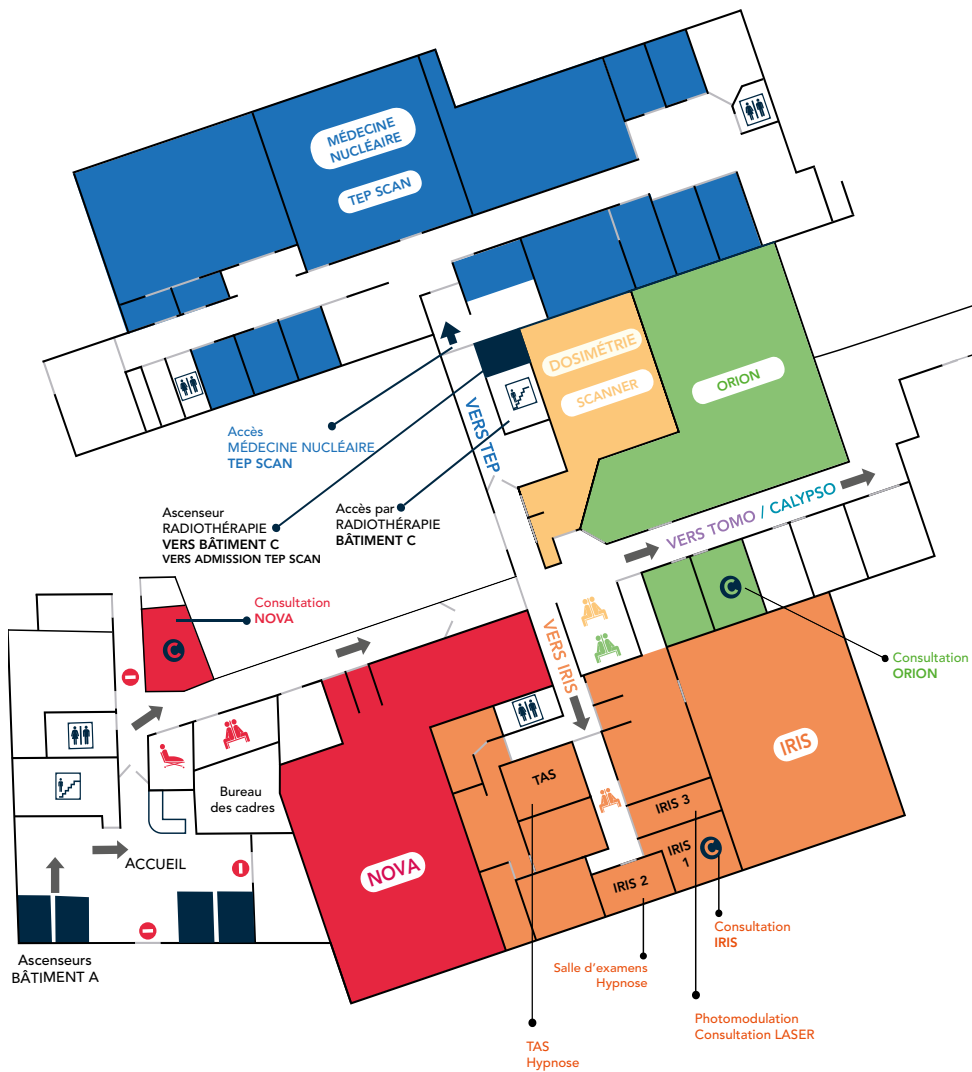 MÉDECINE
NUCLÉAIRE
TEP SCAN
DOSIMÉTRIE
SCANNER
ORION
Accès
MÉDECINE NUCLÉAIRE
TEP SCAN
VERS TEP
Ascenseur
RADIOTHÉRAPIE
VERS BÂTIMENT C
VERS ADMISSION TEP SCAN
Accès par
RADIOTHÉRAPIE
BÂTIMENT C
VERS TOMO / CALYPSO
Consultation
NOVA
C
C
VERS IRIS
Consultation
ORION
IRIS
TAS
Bureau
des cadres
IRIS 3
IRIS
1
C
ACCUEIL
NOVA
IRIS 2
Ascenseurs
BÂTIMENT A
Consultation
IRIS
Salle d'examens
Hypnose
Photomodulation
Consultation LASER
TAS
Hypnose